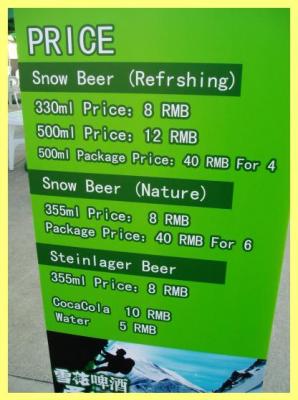 PRICE
Snow Beer (Refrshing)
330ml Price: 8 RMB
500ml Price: 12 RMB
500ml Package Price: 40 RMB For 4
Snow Beer (Nature)
355ml Price: 8 RMB
Package Price: 40 RMB For 6
Steinlager Beer
355ml Price: 8 RMB
CocaCola 10 RMB
Water 5 RMB
雪花啤酒